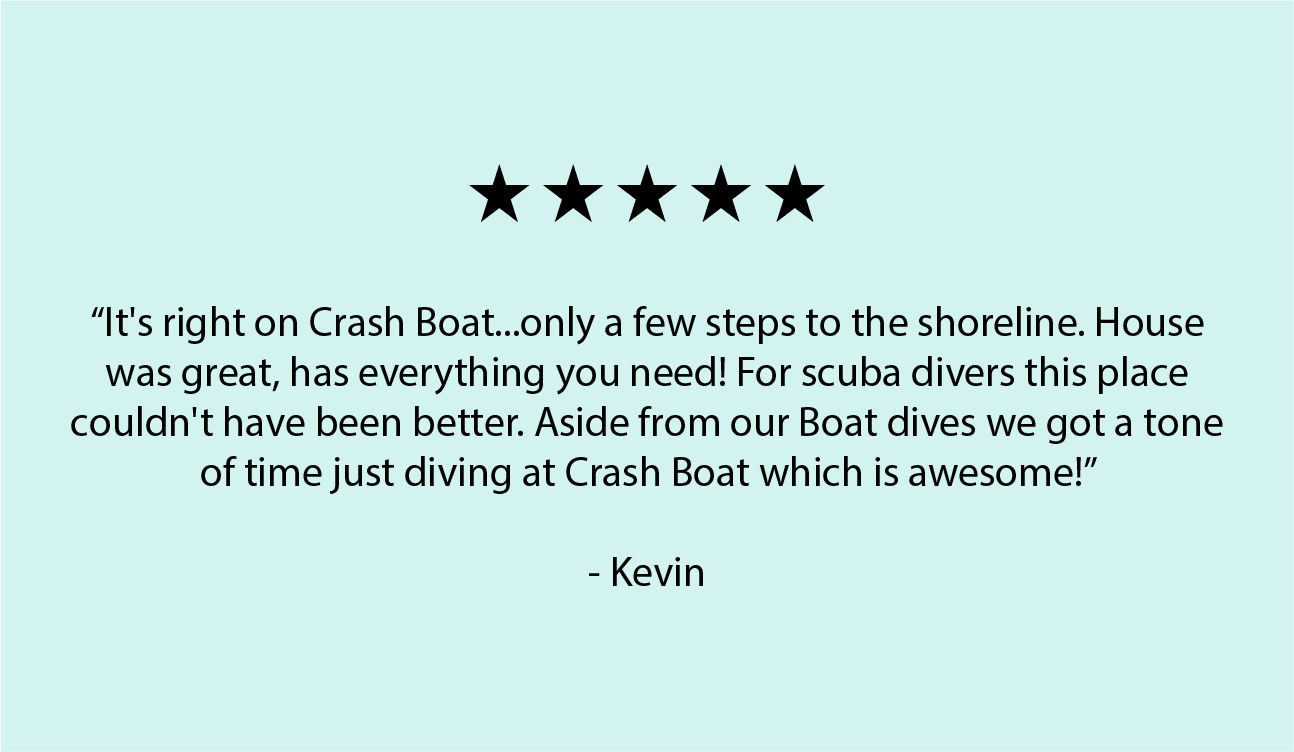 ★★★★★
“It's right on Crash Boat...only a few steps to the shoreline. House
was great, has everything you need! For scuba divers this place
couldn't have been better. Aside from our Boat dives we got a tone
of time just diving at Crash Boat which is awesome!”
- Kevin